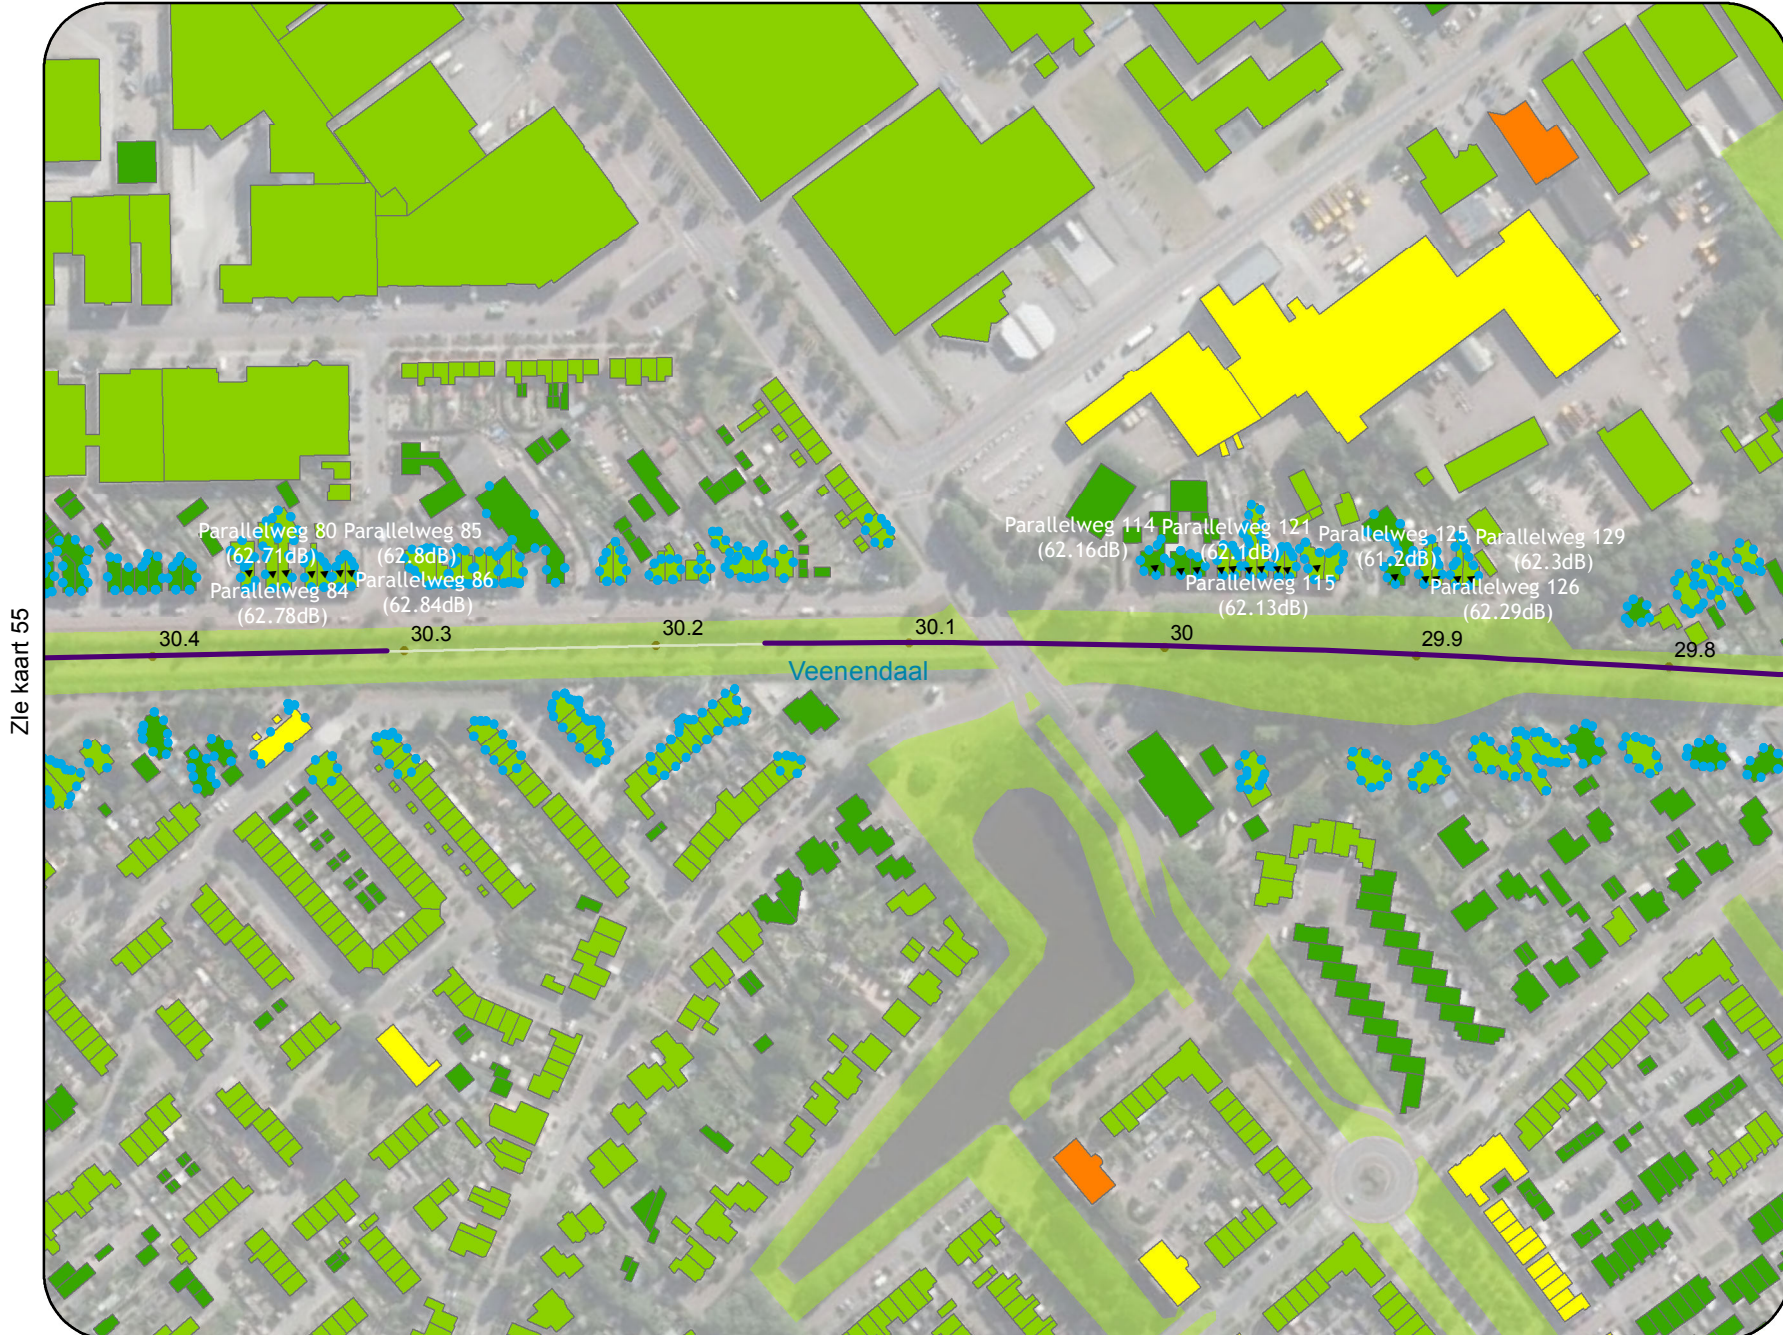 Parallelweg 80
(62.71dB)
Parallelweg 85
(62.8dB)
Parallelweg 84
(62.78dB)
Parallelweg 86
(62.84dB)
Parallelweg 114
(62.16dB)
Parallelweg 121
(62.1dB)
Parallelweg 125
(61.2dB)
Parallelweg 129
(62.3dB)
Parallelweg 115
(62.13dB)
Parallelweg 126
(62.29dB)
30.4
30.3
30.2
30.1
30
29.9
29.8
Veenendaal
ZIe kaart 55